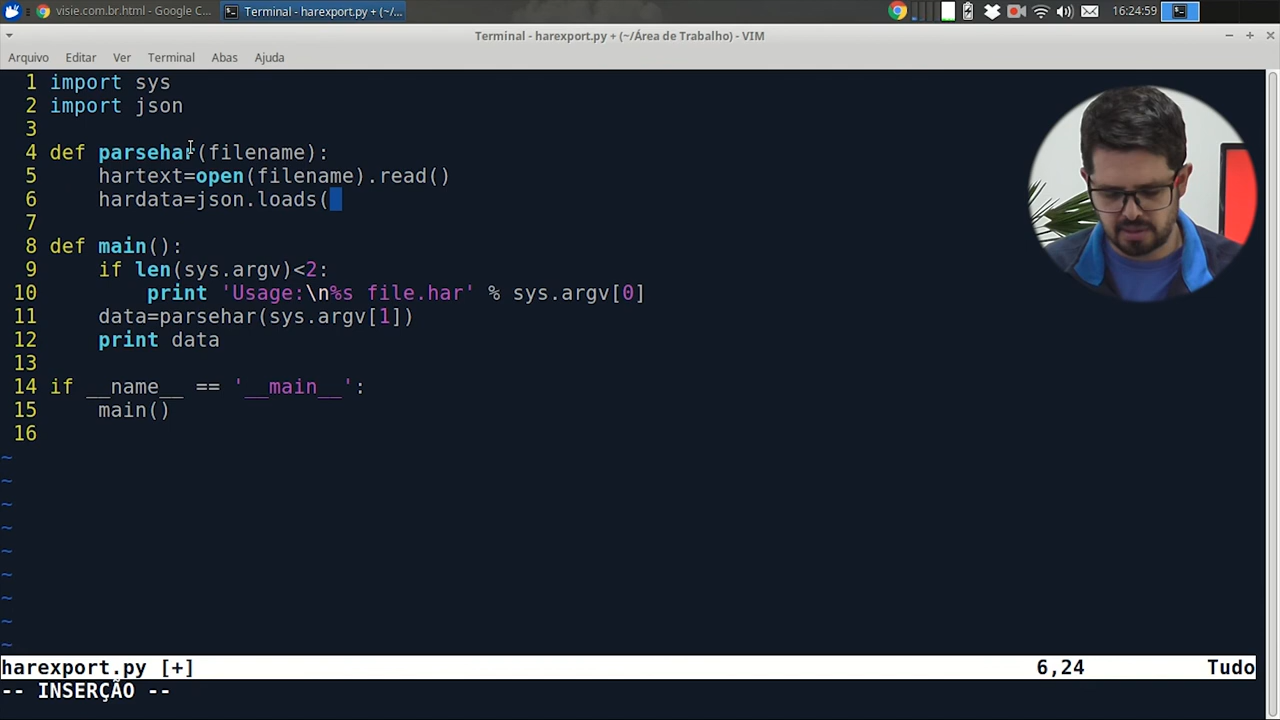 visie.com.br.html - Google C... Terminal - harexport.py + (~/... 16:24:59
Terminal - harexport.py + (~/Área de Trabalho) - VIM
Arquivo Editar Ver Terminal Abas Ajuda
1 import sys
2 import json
3
4 def parsehar(filename):
5     hartext=open(filename).read()
6     hardata=json.loads(
7
8 def main():
9     if len(sys.argv)<2:
10         print 'Usage:\n%s file.har' % sys.argv[0]
11     data=parsehar(sys.argv[1])
12     print data
13
14 if __name__ == '__main__':
15     main()
16
~
~
~
~
~
~
~
~
~
harexport.py [+] 6,24 Tudo
-- INSERÇÃO --